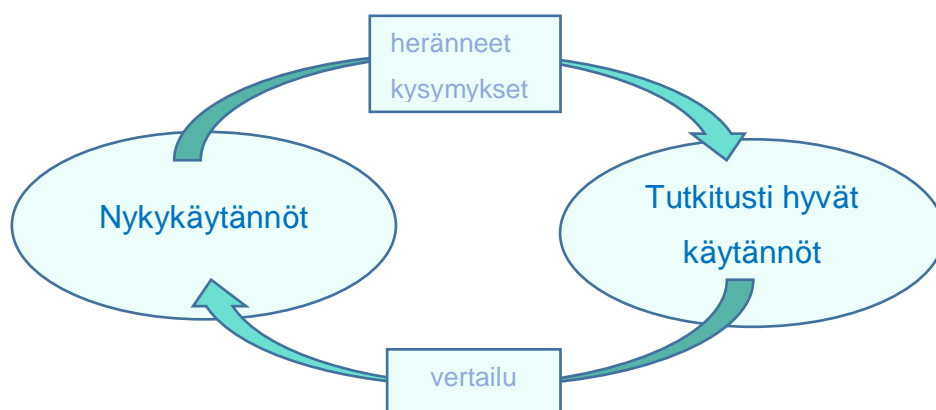 heränneet
kysymykset
Nykykäytännöt
Tutkitusti hyvät
käytännöt
vertailu